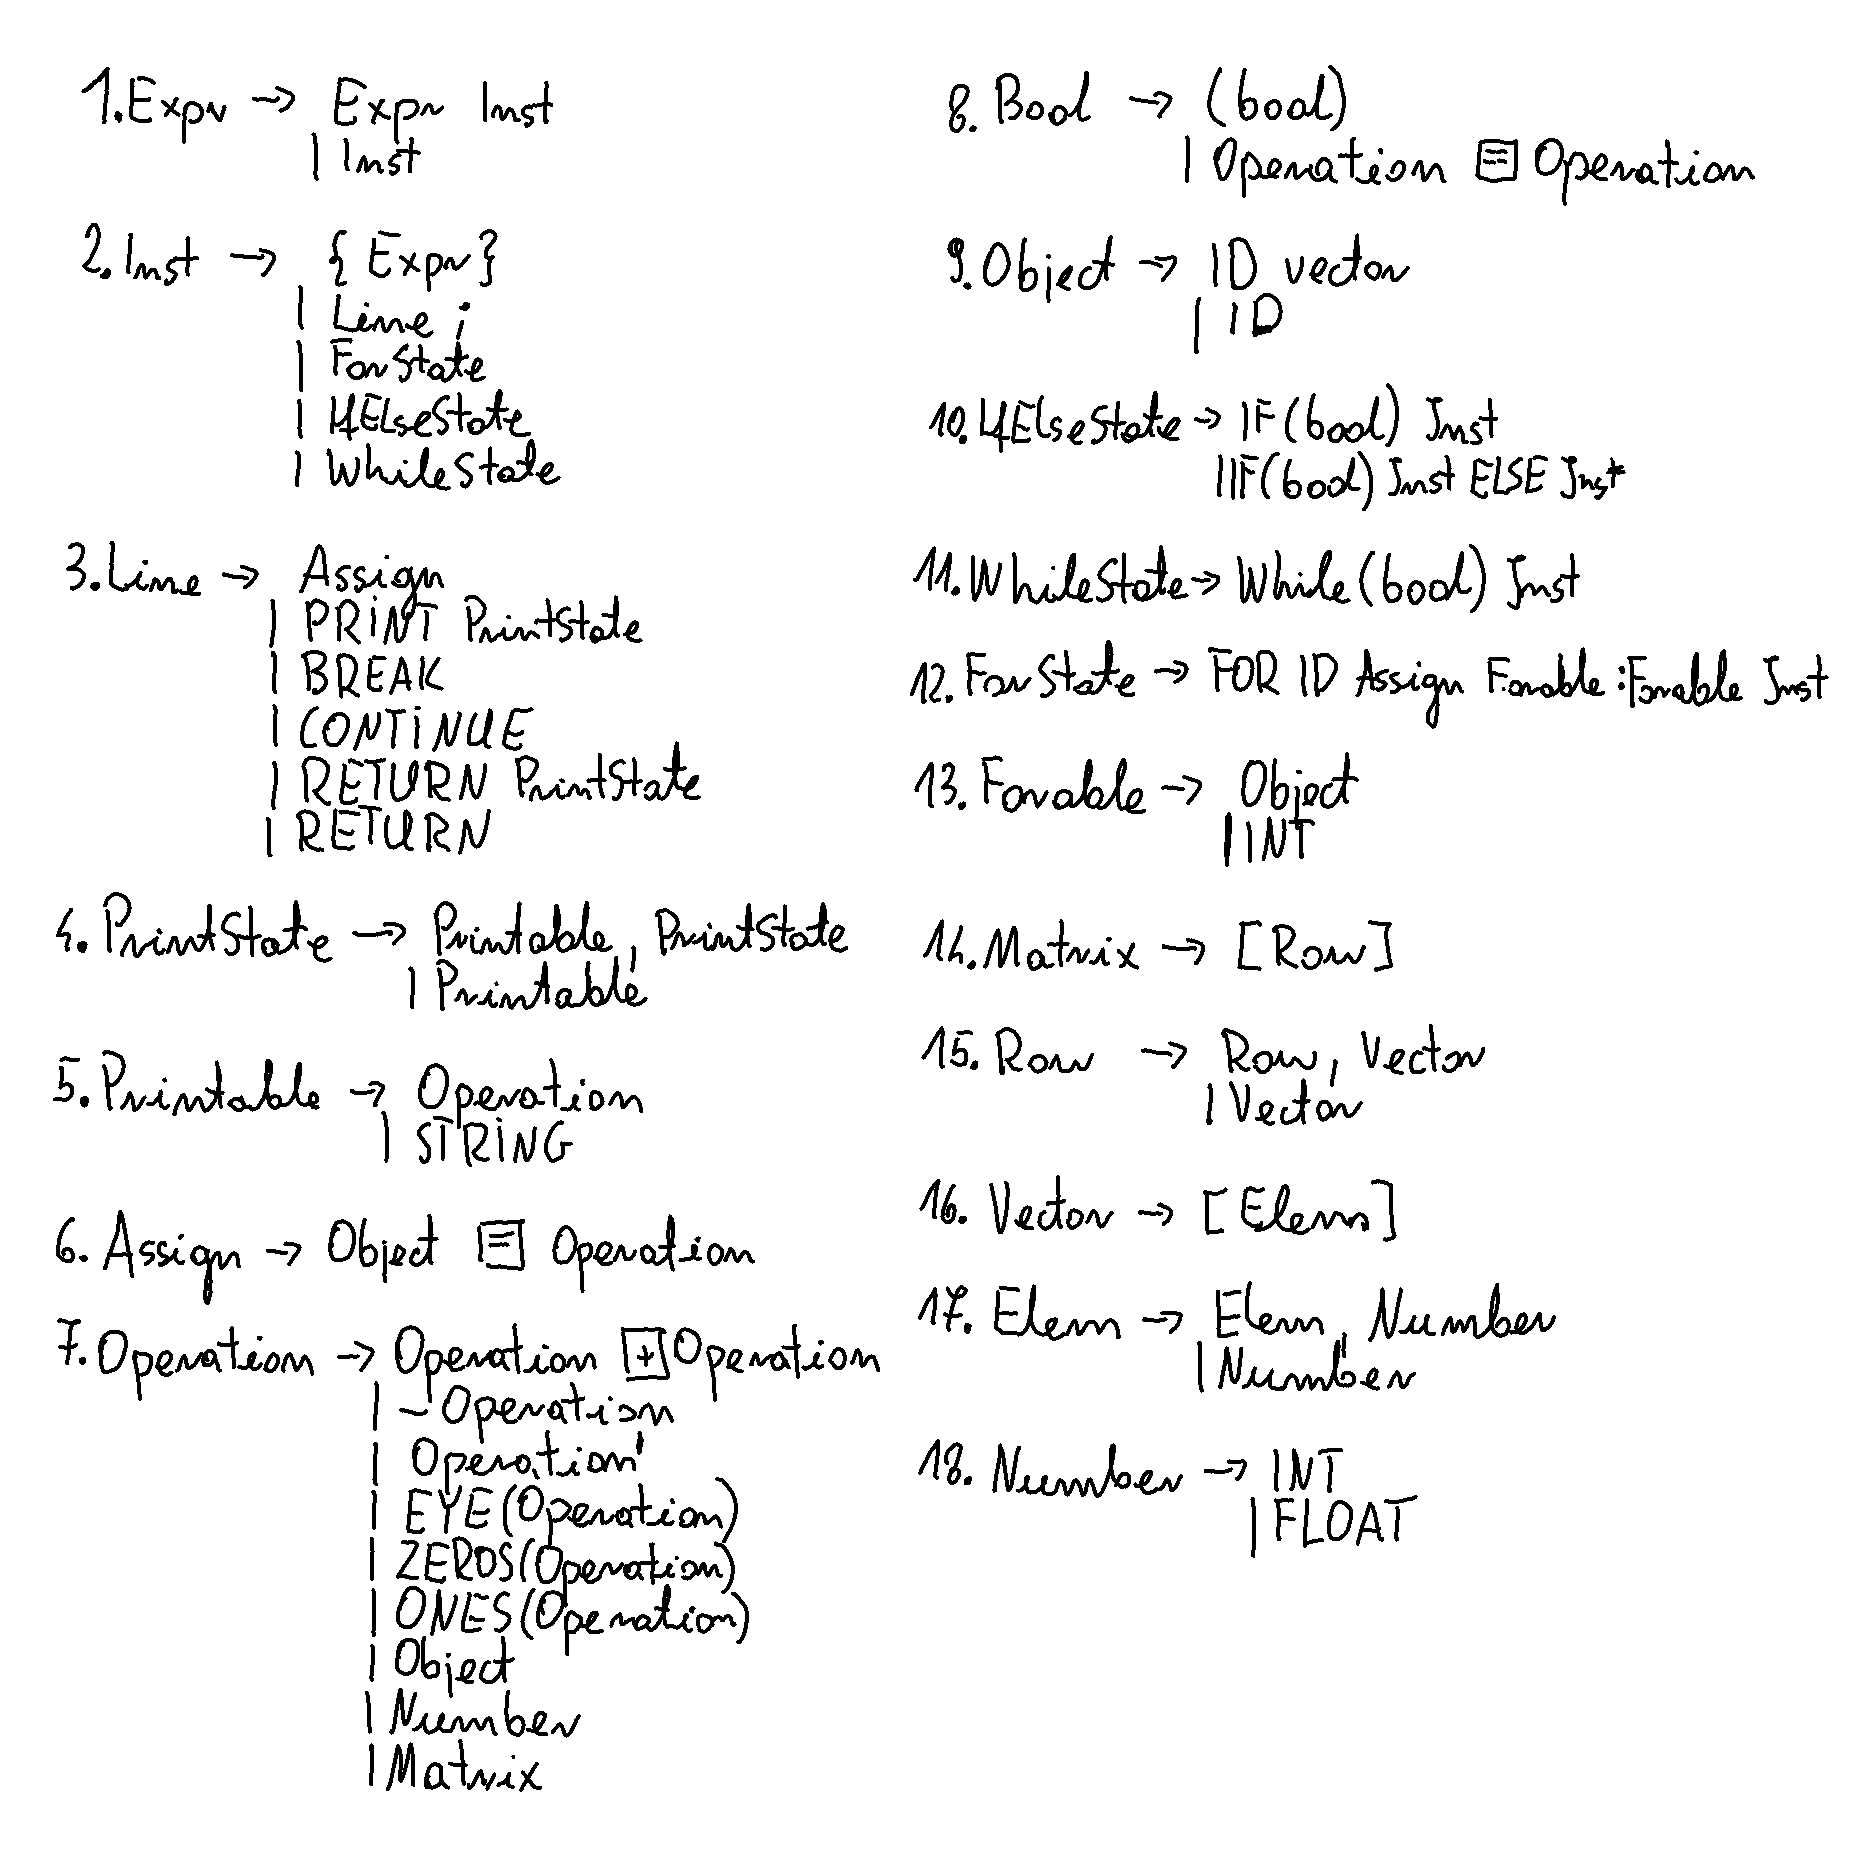 1. Expr → Expr Inst
| Inst
2. Inst → { Expr }
| Line ;
| ForState
| IfElseState
| WhileState
3. Line → Assign
| PRINT PrintState
| BREAK
| CONTINUE
| RETURN PrintState
| RETURN
4. PrintState → Printable, PrintState
| Printable
5. Printable → Operation
| STRING
6. Assign → Object [=] Operation
7. Operation → Operation [+] Operation
| - Operation
| Operation'
| EYE(Operation)
| ZEROS(Operation)
| ONES(Operation)
| Object
| Number
| Matrix
8. Bool → (bool)
| Operation [==] Operation
9. Object → ID vector
| ID
10. IfElseState → IF(bool) Inst
| IF(bool) Inst ELSE Inst
11. WhileState → While(bool) Inst
12. ForState → FOR ID Assign Forable : Forable Inst
13. Forable → Object
| INT
14. Matrix → [Row]
15. Row → Row, Vector
| Vector
16. Vector → [Elem]
17. Elem → Elem, Number
| Number
18. Number → INT
| FLOAT